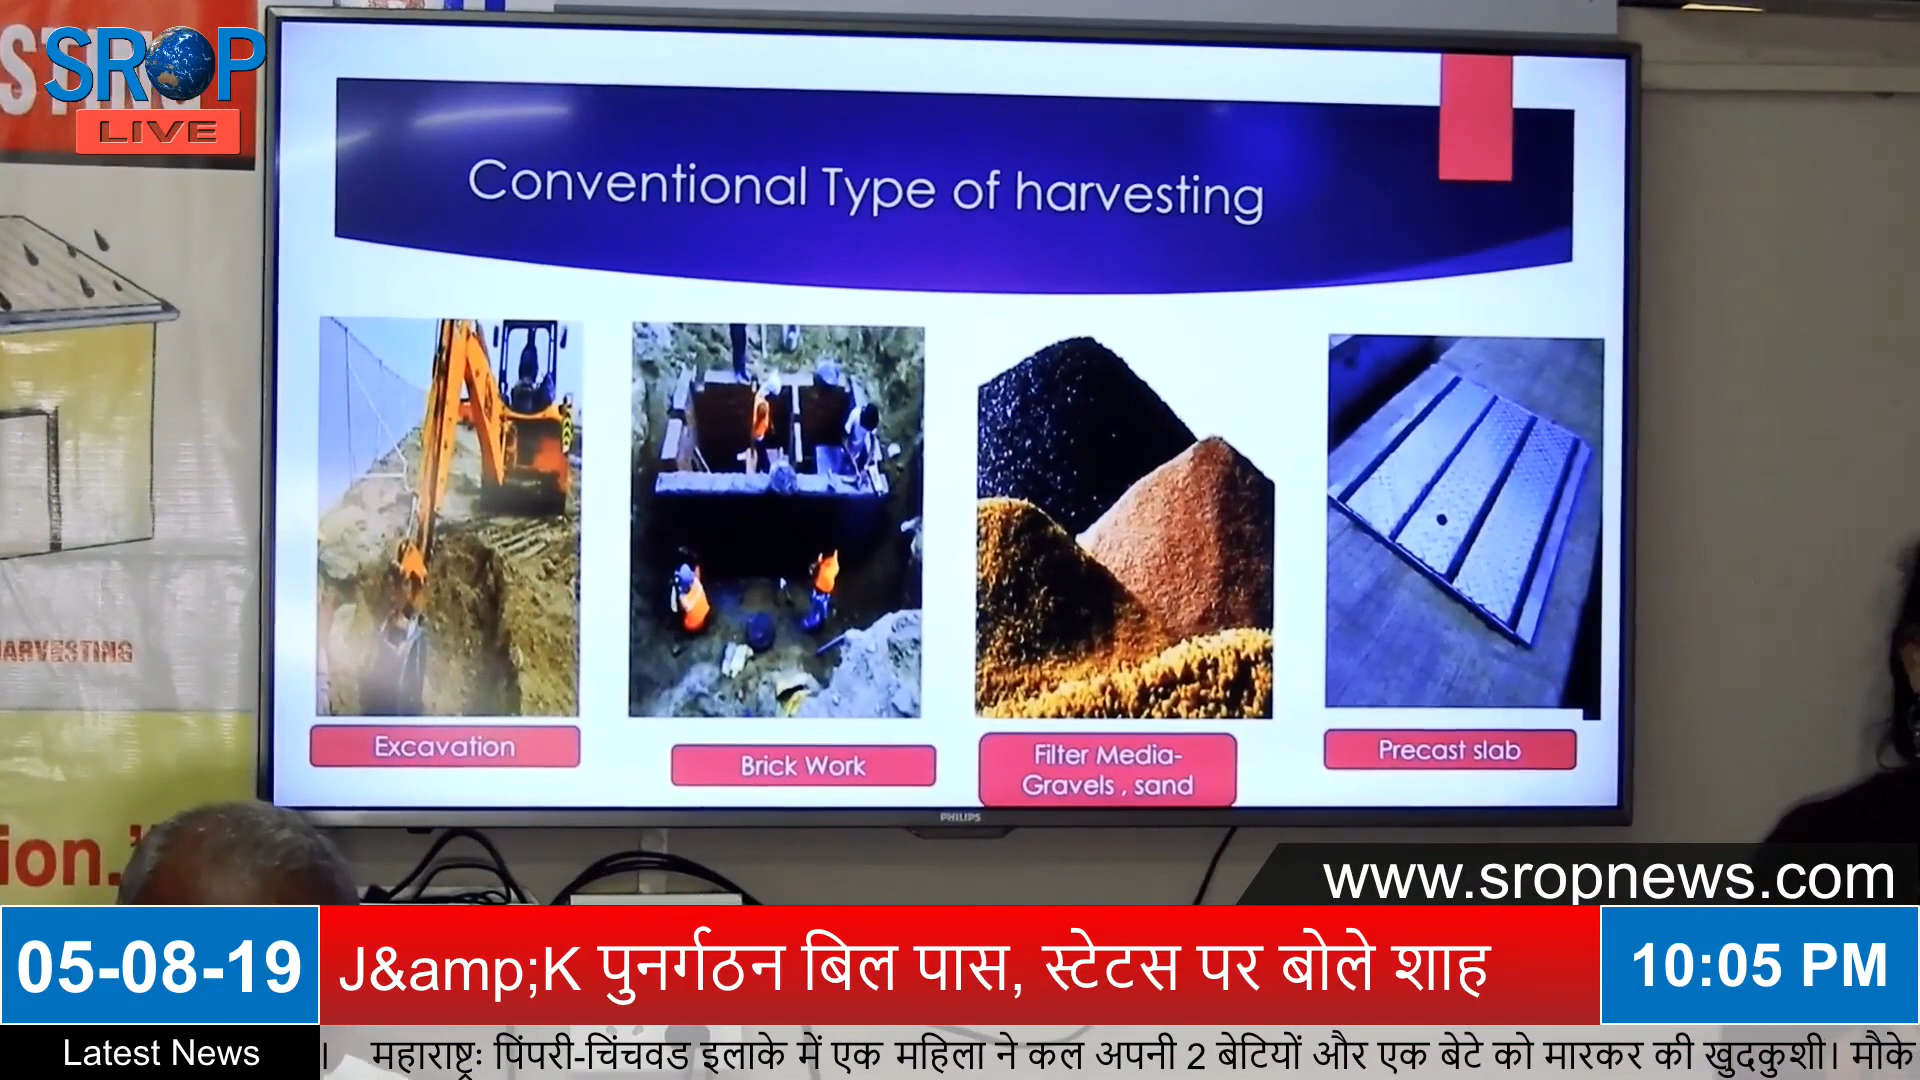 STING
SROP
LIVE
Conventional Type of harvesting
Excavation
Brick Work
Filter Media-
Gravels , sand
Precast slab
PHILIPS
ARVESTING
ion."
www.sropnews.com
05-08-19
J&amp;K पुनर्गठन बिल पास, स्टेटस पर बोले शाह
10:05 PM
Latest News
। महाराष्ट्रः पिंपरी-चिंचवड इलाके में एक महिला ने कल अपनी 2 बेटियों और एक बेटे को मारकर की खुदकुशी। मौके